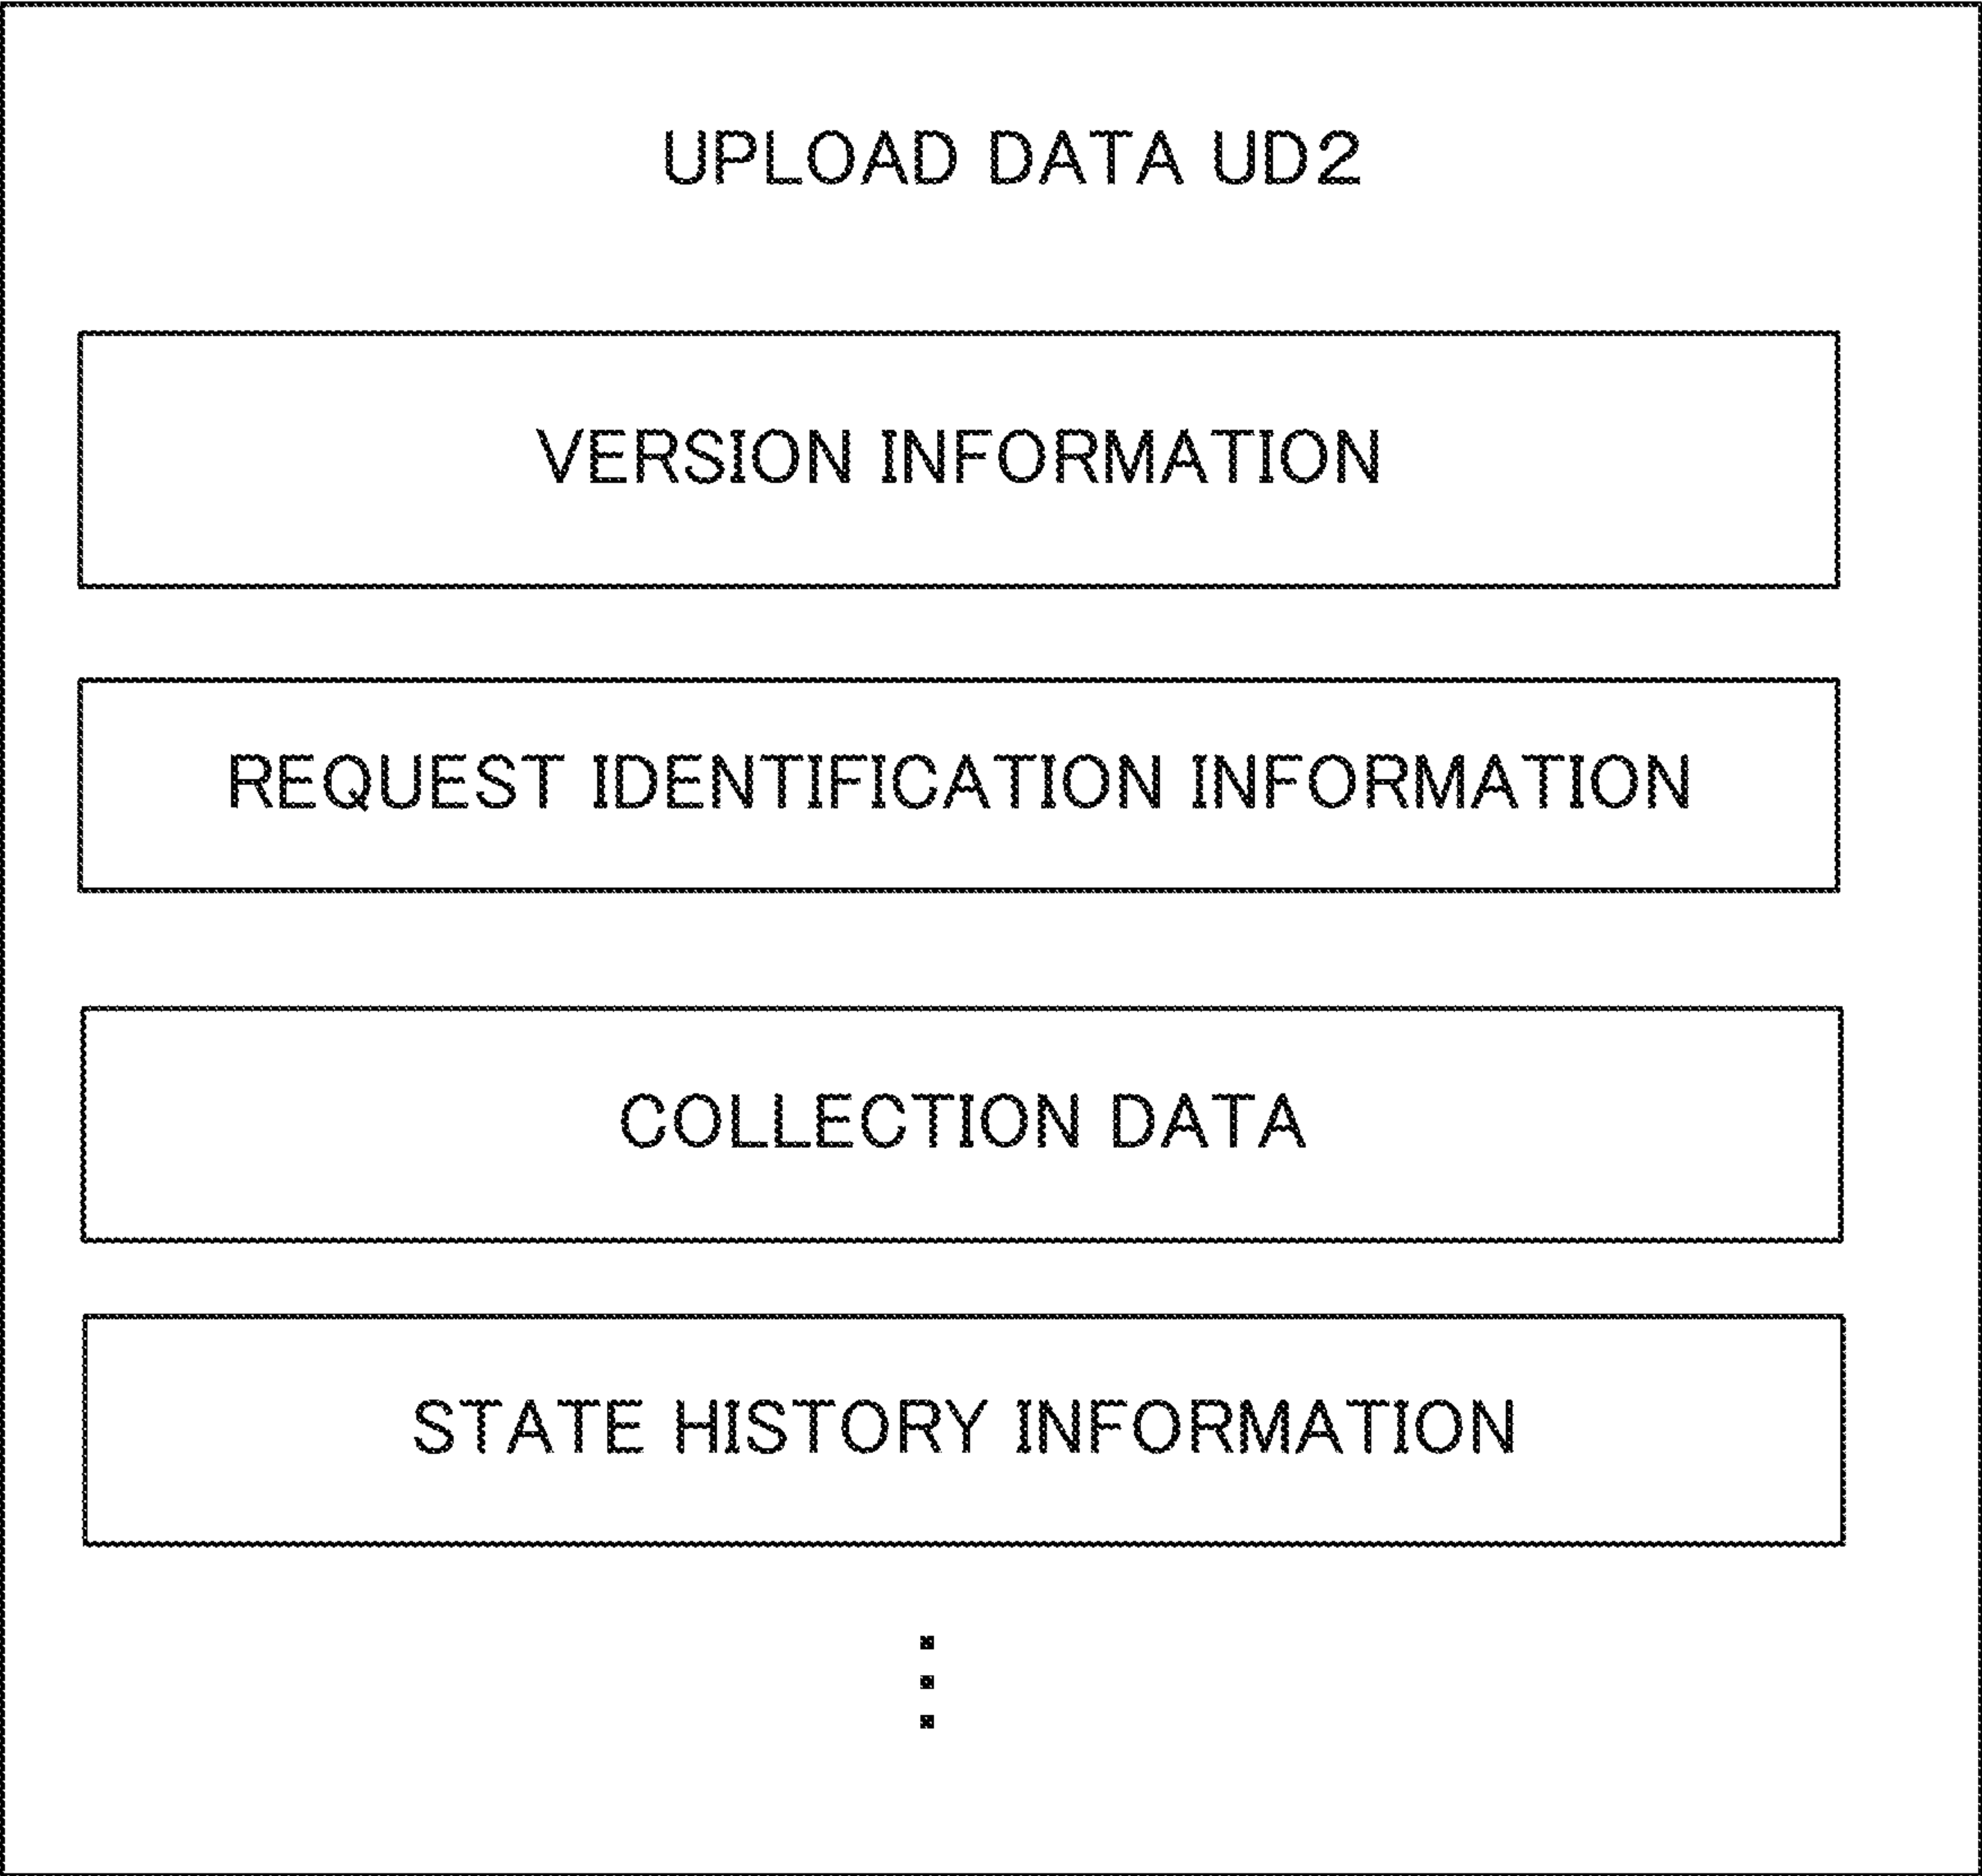 UPLOAD DATA UD2
VERSION INFORMATION
REQUEST IDENTIFICATION INFORMATION
COLLECTION DATA
STATE HISTORY INFORMATION